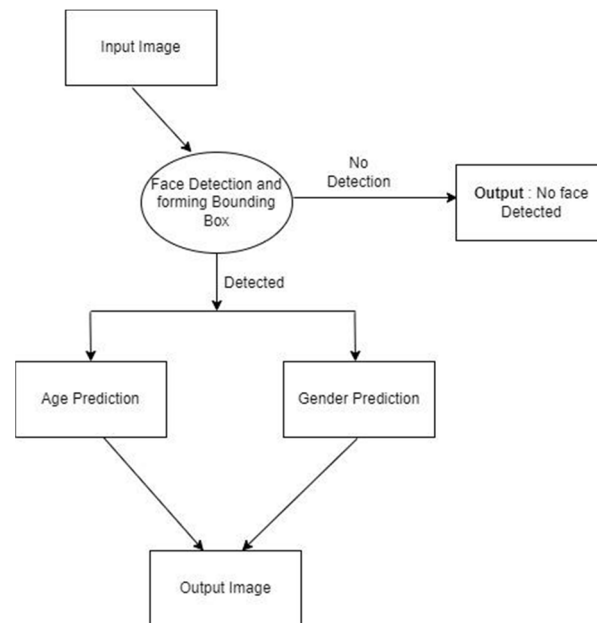 Input Image
Face Detection and
forming Bounding
Box
No
Detection
Output : No face
Detected
Detected
Age Prediction
Gender Prediction
Output Image